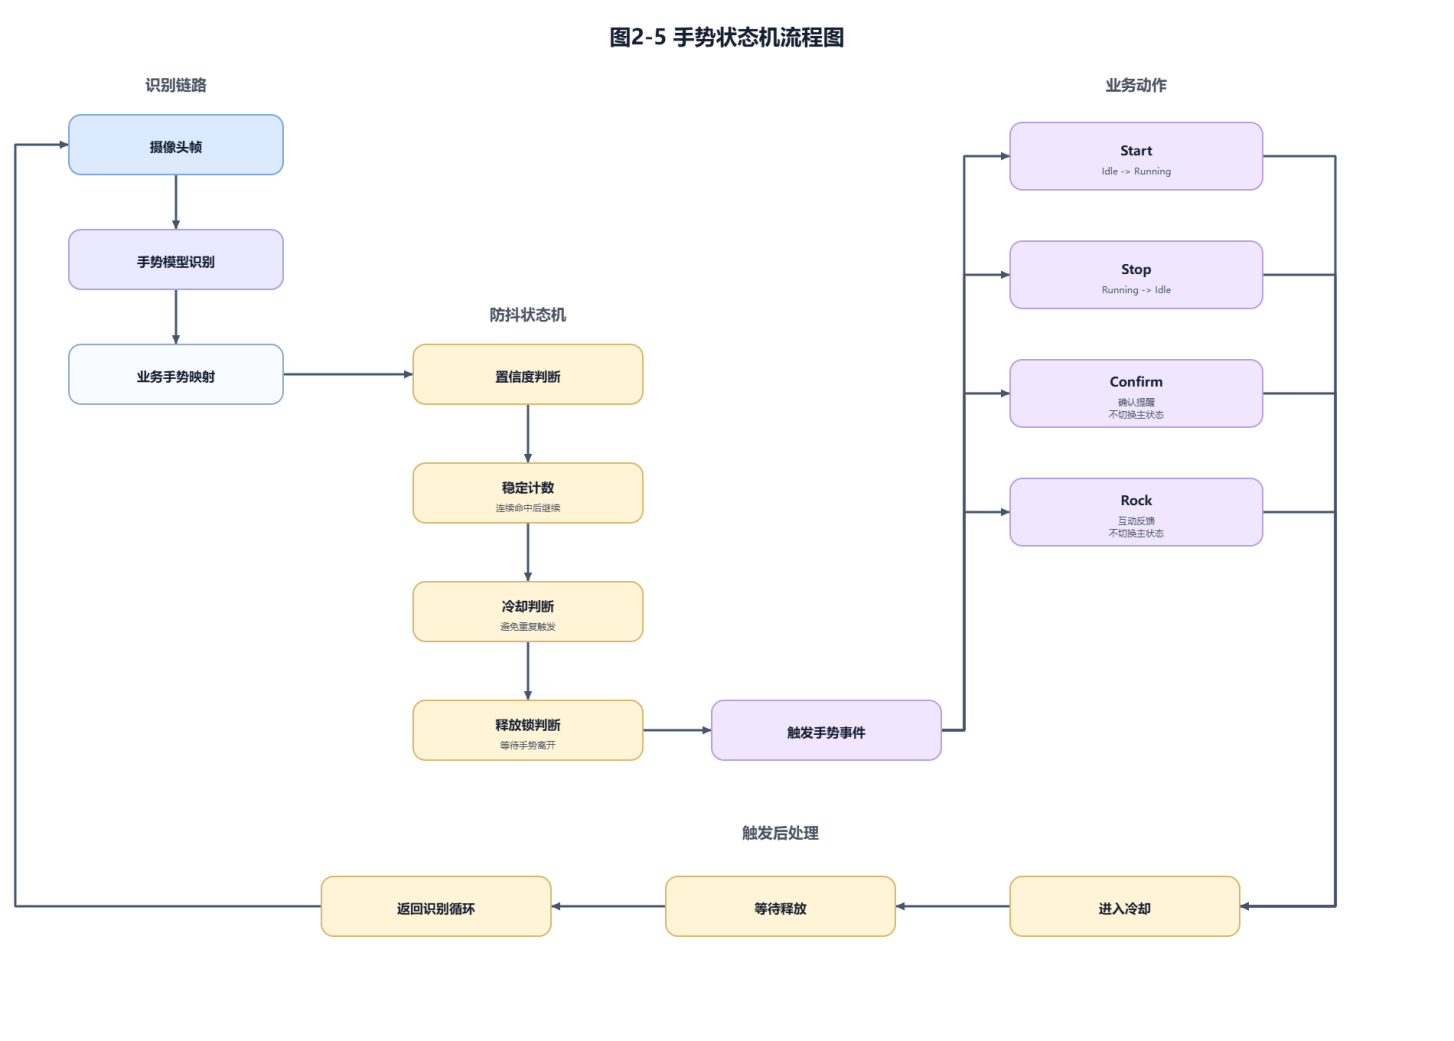 图2-5 手势状态机流程图
识别链路
摄像头帧
手势模型识别
业务手势映射
防抖状态机
置信度判断
稳定计数
连续命中后继续
冷却判断
避免重复触发
释放锁判断
等待手势离开
触发手势事件
业务动作
Start
Idle -> Running
Stop
Running -> Idle
Confirm
确认提醒
不切换主状态
Rock
互动反馈
不切换主状态
触发后处理
进入冷却
等待释放
返回识别循环